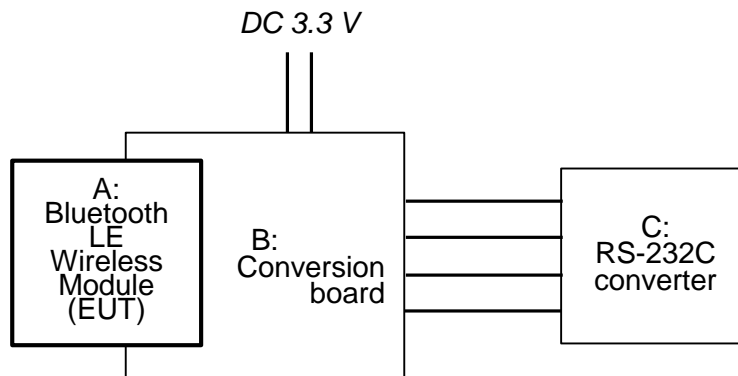 DC 3.3 V
A:
Bluetooth
LE
Wireless
Module
(EUT)
B:
Conversion
board
C:
RS-232C
converter